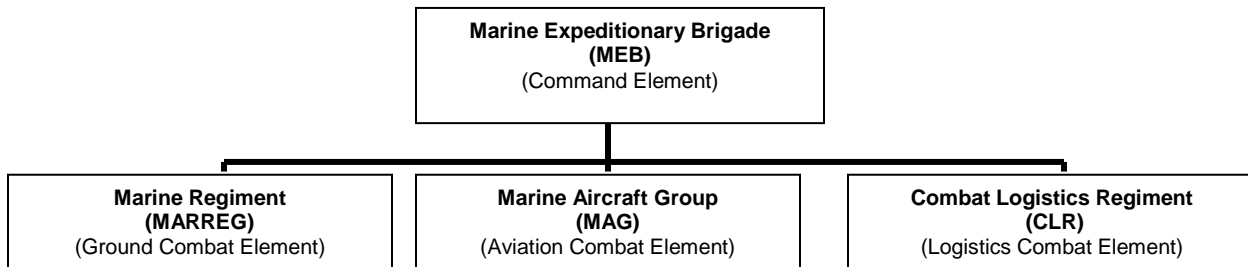 Marine Expeditionary Brigade
(MEB)
(Command Element)
Marine Regiment
(MARREG)
(Ground Combat Element)
Marine Aircraft Group
(MAG)
(Aviation Combat Element)
Combat Logistics Regiment
(CLR)
(Logistics Combat Element)